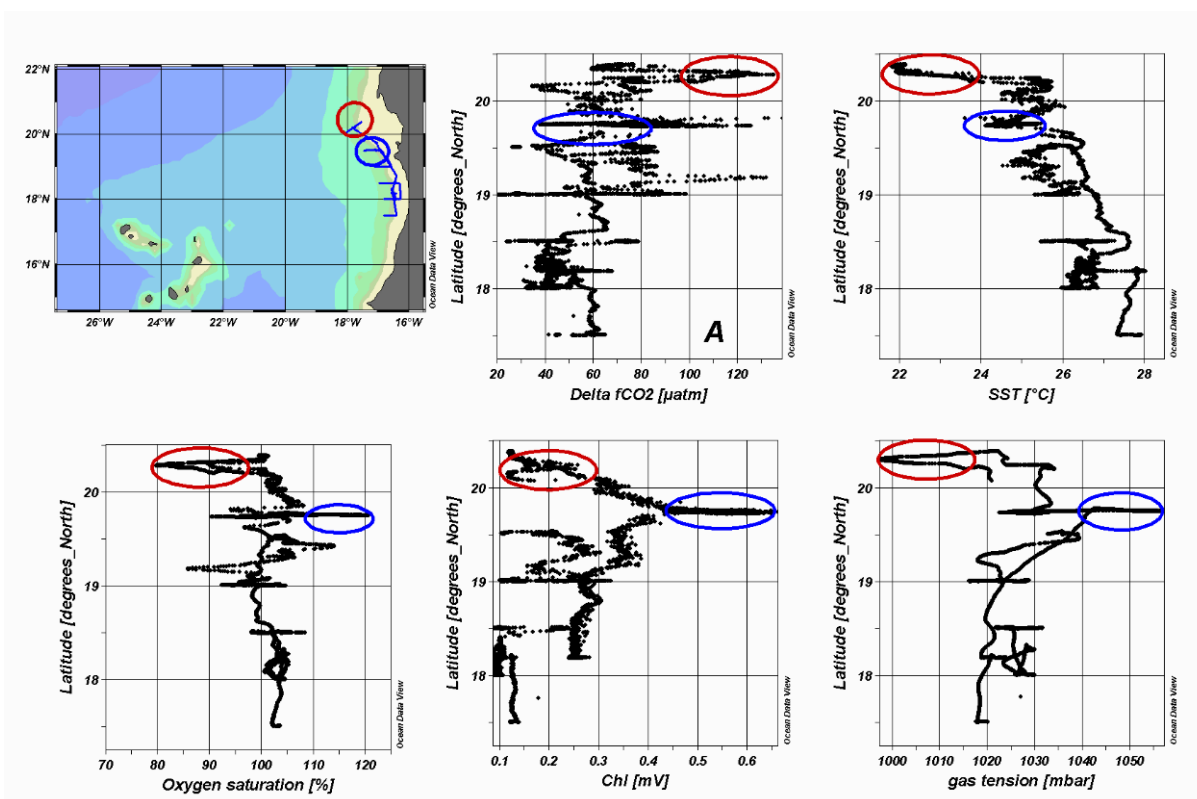 22°N
20°N
18°N
16°N
26°W
24°W
22°W
20°W
18°W
16°W
Ocean Data View
Latitude [degrees_North]
20
19
18
20
40
60
80
100
120
Delta fCO2 [µatm]
A
Ocean Data View
Latitude [degrees_North]
20
19
18
22
24
26
28
SST [°C]
Ocean Data View
Latitude [degrees_North]
20
19
18
70
80
90
100
110
120
Oxygen saturation [%]
Ocean Data View
Latitude [degrees_North]
20
19
18
0.1
0.2
0.3
0.4
0.5
0.6
Chl [mV]
Ocean Data View
Latitude [degrees_North]
20
19
18
1000
1010
1020
1030
1040
1050
gas tension [mbar]
Ocean Data View